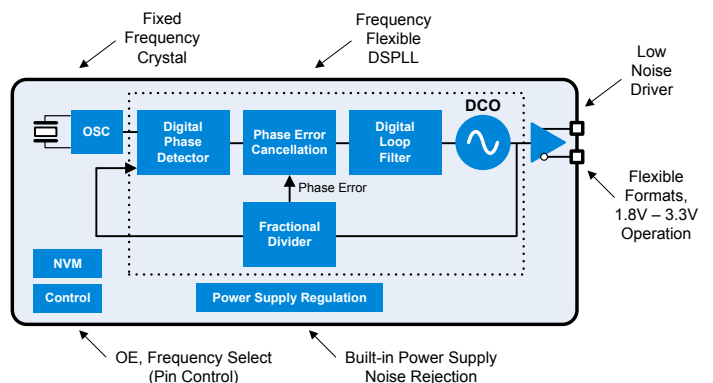 Fixed
Frequency
Crystal
Frequency
Flexible
DSPLL
Low
Noise
Driver
OSC
Digital
Phase
Detector
Phase Error
Cancellation
Digital
Loop
Filter
DCO
Phase Error
Fractional
Divider
Flexible
Formats,
1.8V – 3.3V
Operation
NVM
Control
Power Supply Regulation
OE, Frequency Select
(Pin Control)
Built-in Power Supply
Noise Rejection